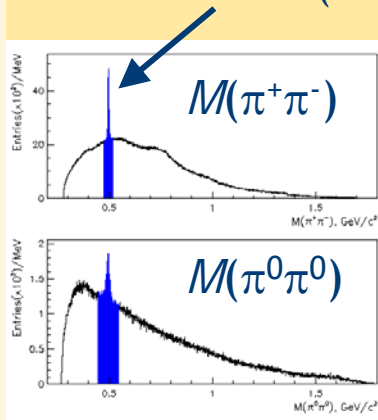 M(π⁺π⁻)
Entries(×10³)/MeV
40
20
0
0.5 1 1.5
M(π⁺π⁻), GeV/c²
M(π⁰π⁰)
Entries(×10³)/MeV
2
1.5
1
0.5
0
0.5 1 1.5
M(π⁰π⁰), GeV/c²